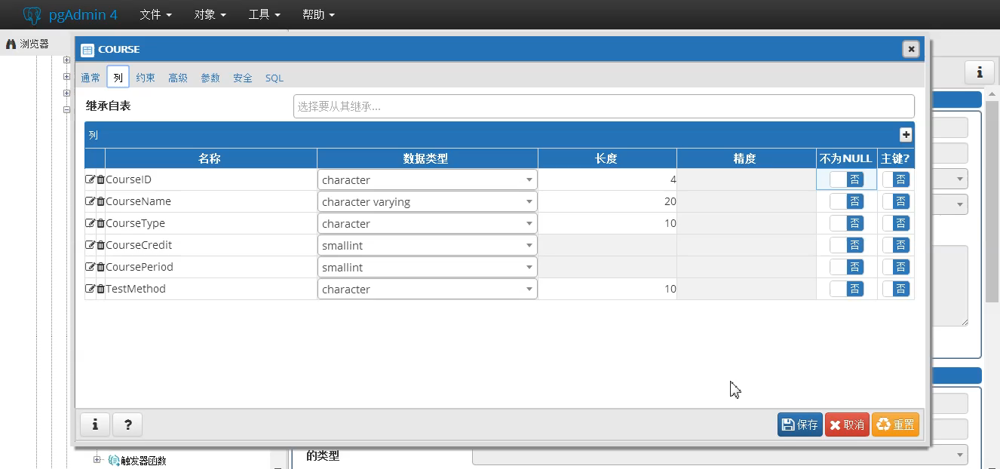 pgAdmin 4 文件 对象 工具 帮助
浏览器
COURSE
通常 列 约束 高级 参数 安全 SQL
继承自表 选择要从其继承...
列
名称 数据类型 长度 精度 不为NULL 主键?
CourseID character 4 否 否
CourseName character varying 20 否 否
CourseType character 10 否 否
CourseCredit smallint 否 否
CoursePeriod smallint 否 否
TestMethod character 10 否 否
i ? 保存 取消 重置
触发器函数 的类型